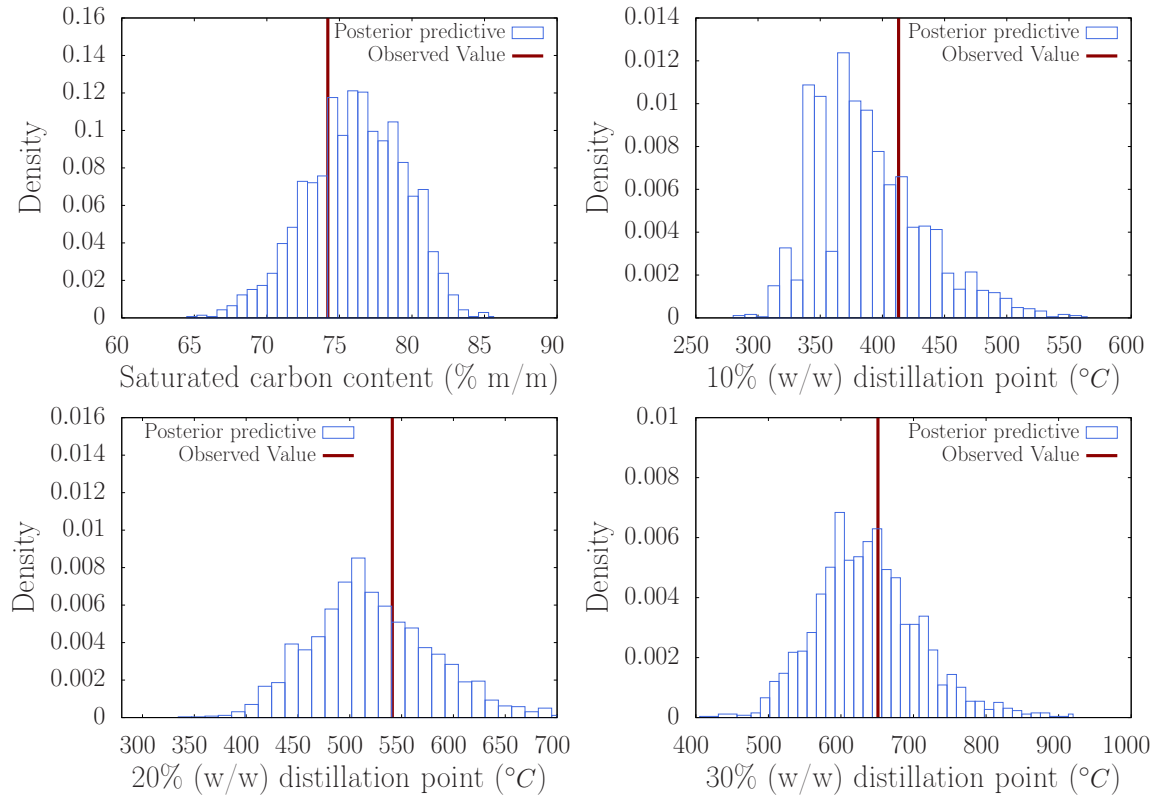 Posterior predictive
Observed Value
0.16
0.14
0.12
0.1
0.08
0.06
0.04
0.02
0
Density
60 65 70 75 80 85 90
Saturated carbon content (% m/m)
Posterior predictive
Observed Value
0.014
0.012
0.01
0.008
0.006
0.004
0.002
0
Density
250 300 350 400 450 500 550 600
10% (w/w) distillation point (°C)
Posterior predictive
Observed Value
0.016
0.014
0.012
0.01
0.008
0.006
0.004
0.002
0
Density
300 350 400 450 500 550 600 650 700
20% (w/w) distillation point (°C)
Posterior predictive
Observed Value
0.01
0.008
0.006
0.004
0.002
0
Density
400 500 600 700 800 900 1000
30% (w/w) distillation point (°C)